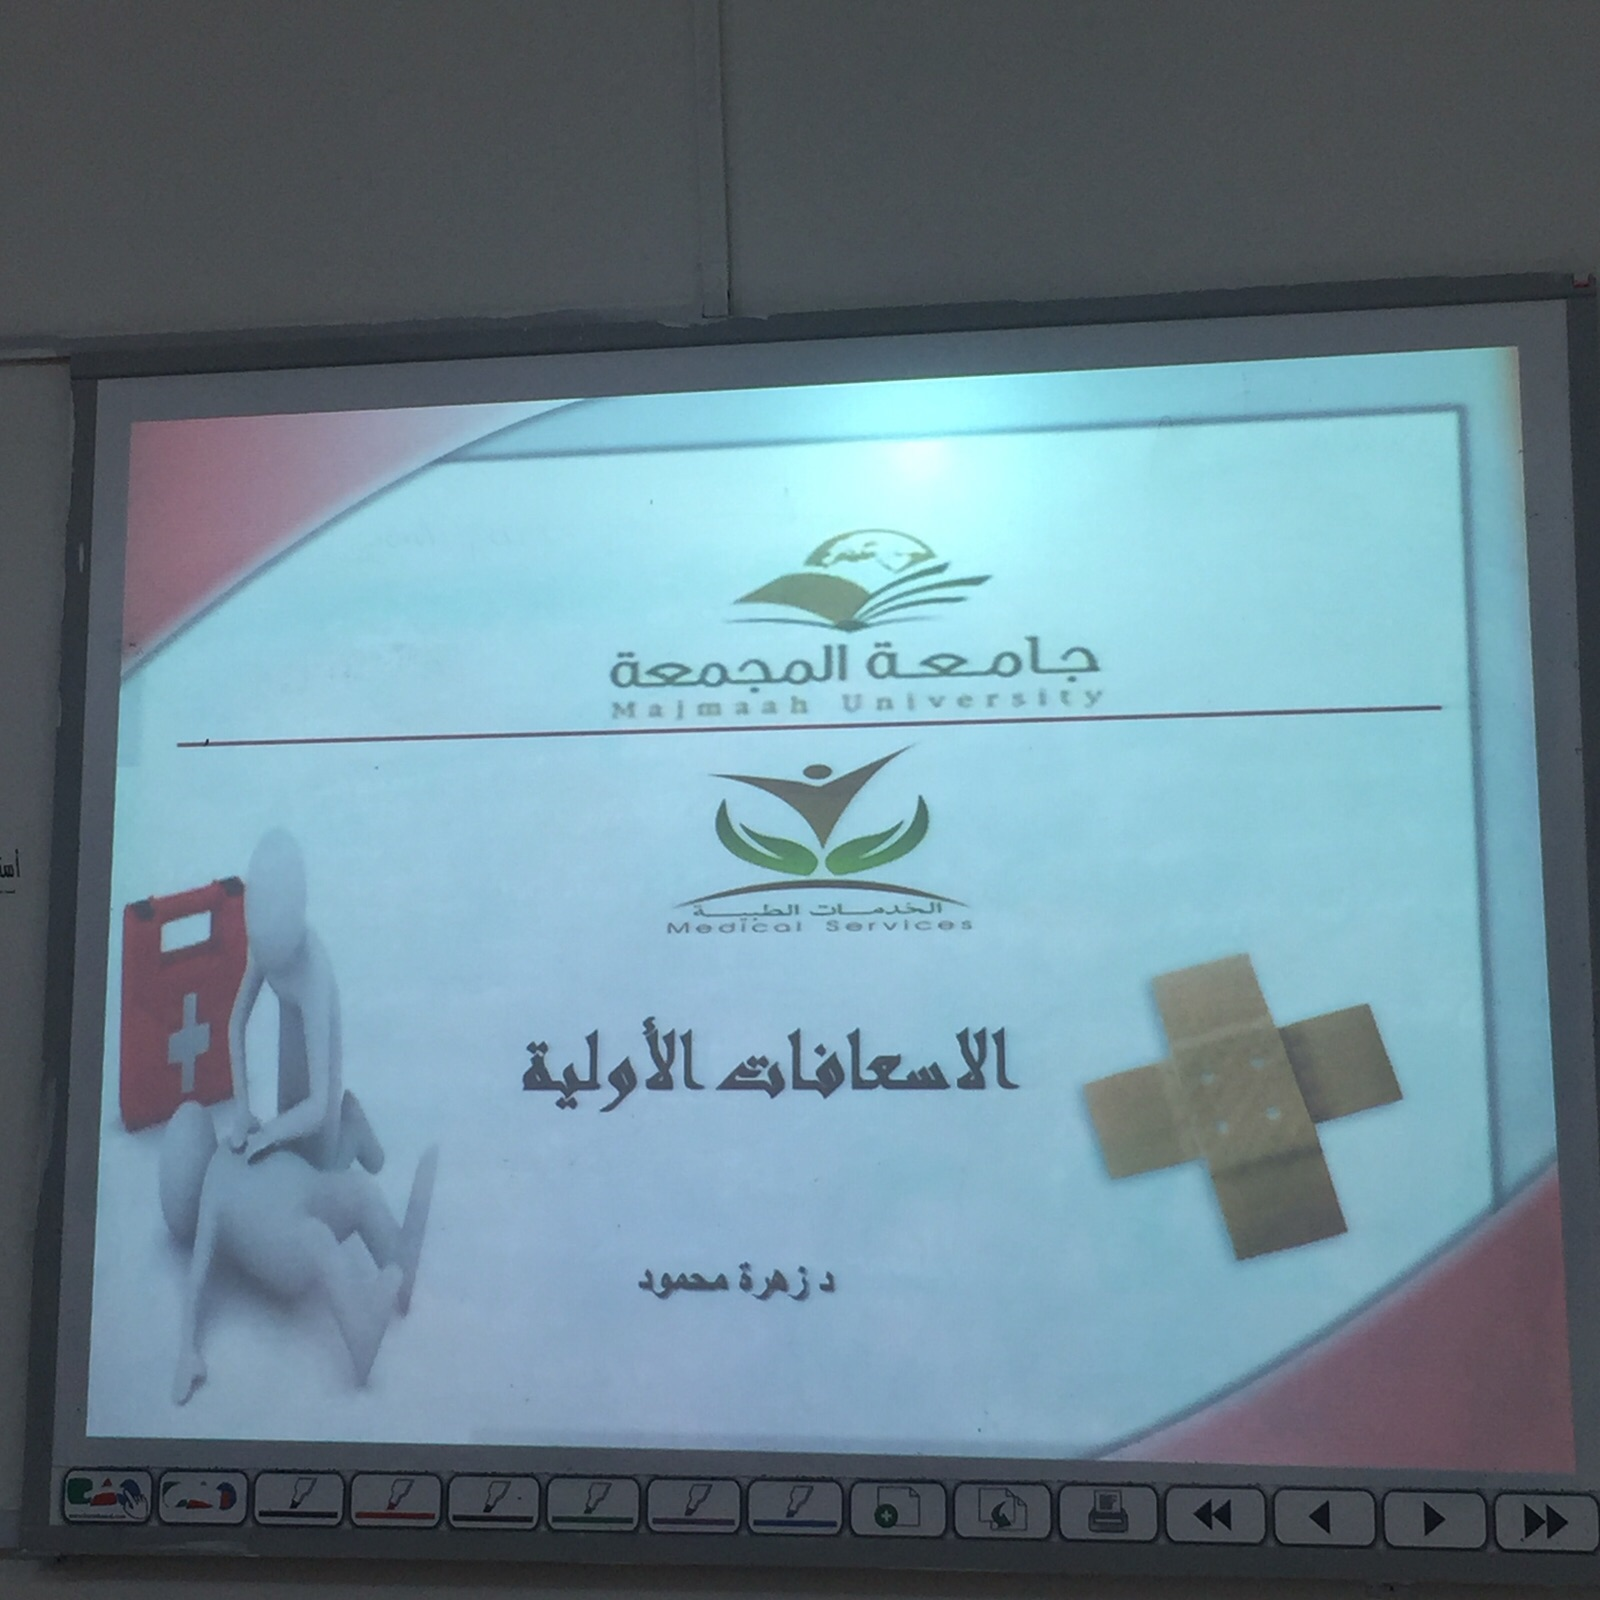 جامعة المجمعة
Majmaah University
الخدمات الطبية
Medical Services
الاسعافات الأولية
د زهرة محمود